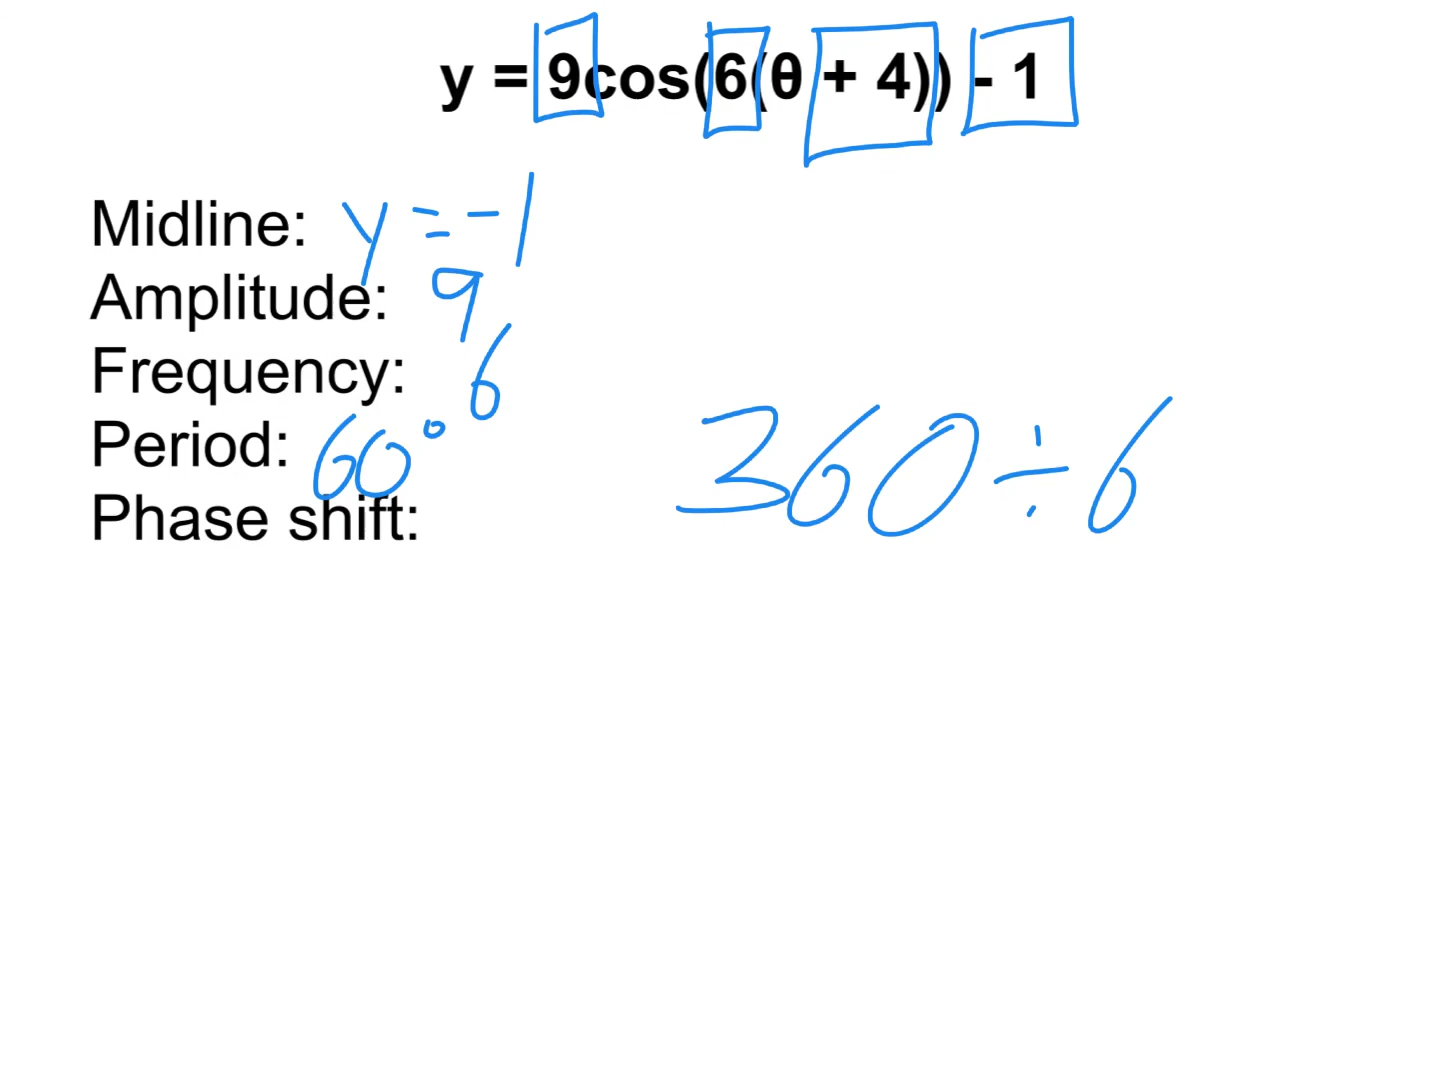 y = 9cos(6(θ + 4)) - 1
Midline: y = -1
Amplitude: 9
Frequency: 6
Period: 60°
360 ÷ 6
Phase shift: